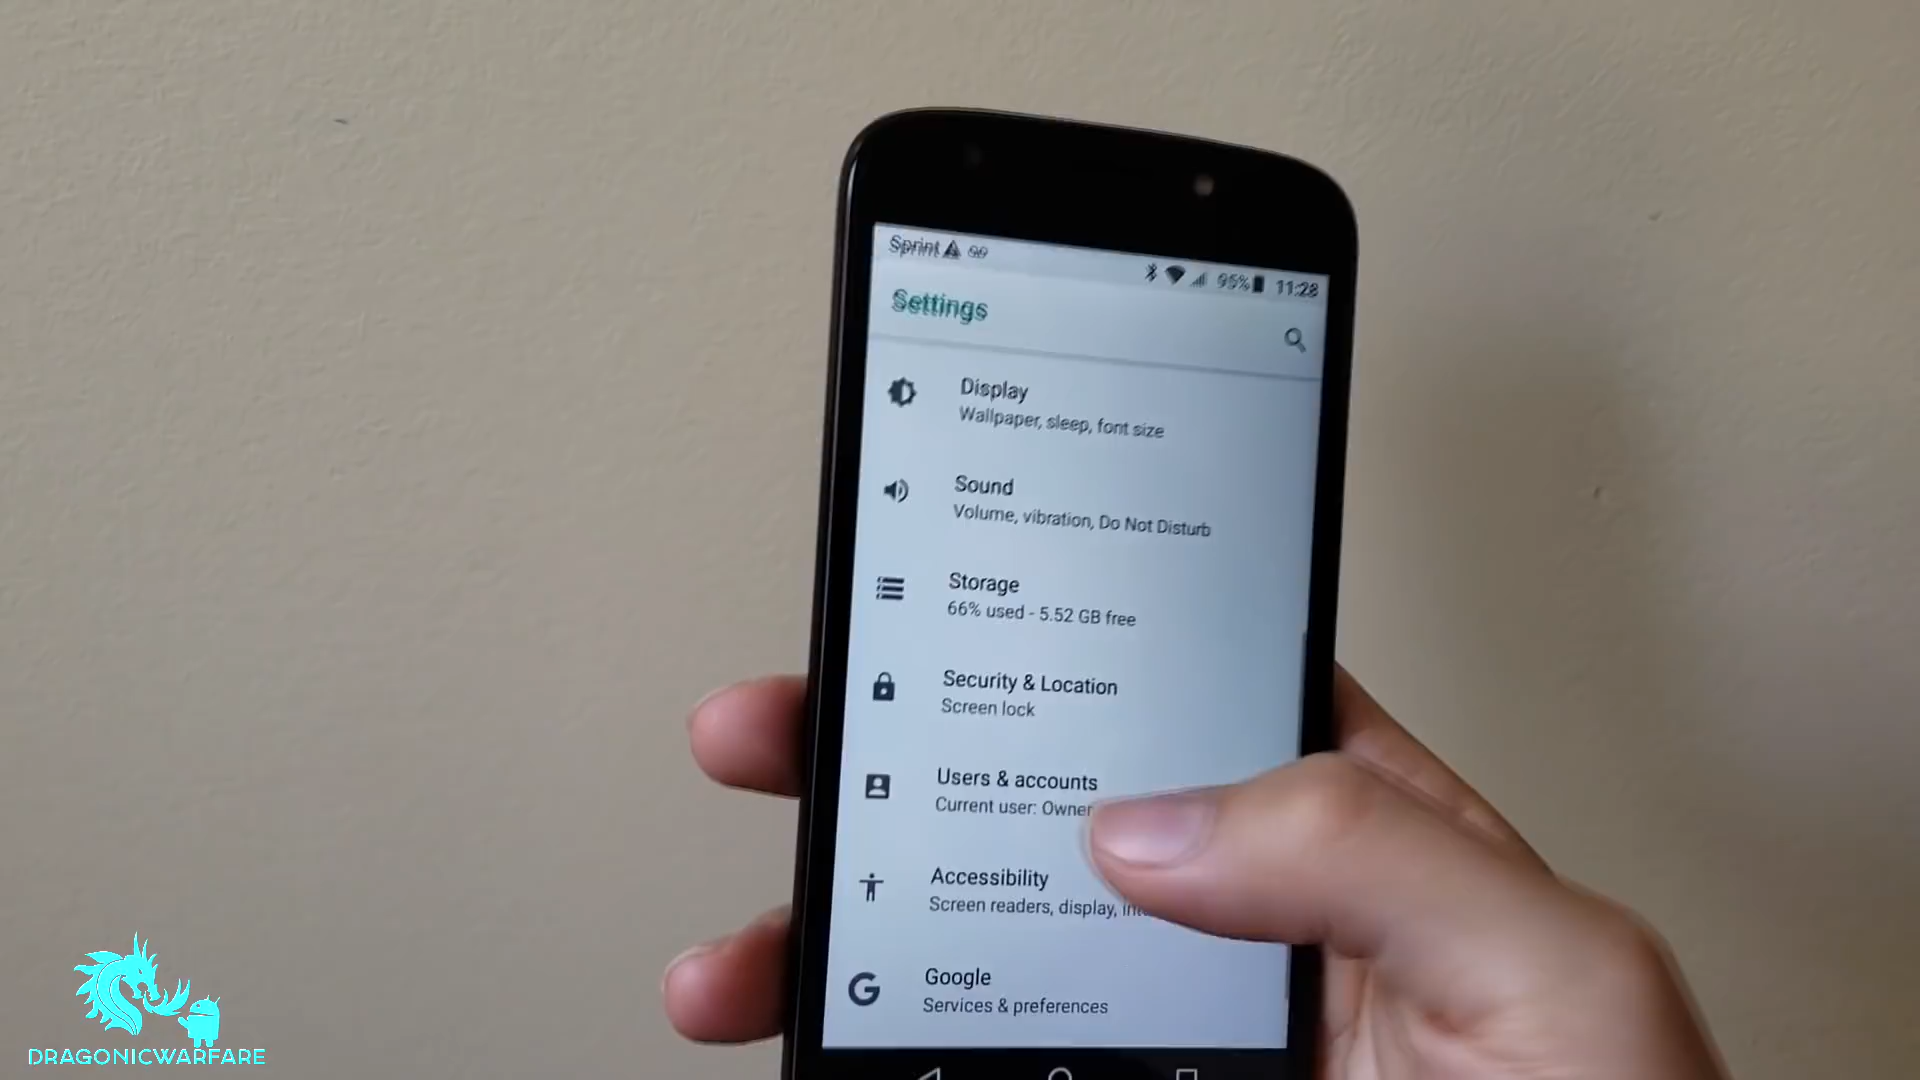 Sprint
95% 11:28
Settings
Display
Wallpaper, sleep, font size
Sound
Volume, vibration, Do Not Disturb
Storage
66% used - 5.52 GB free
Security & Location
Screen lock
Users & accounts
Current user: Owner
Accessibility
Screen readers, display,
Google
Services & preferences
DRAGONICWARFARE